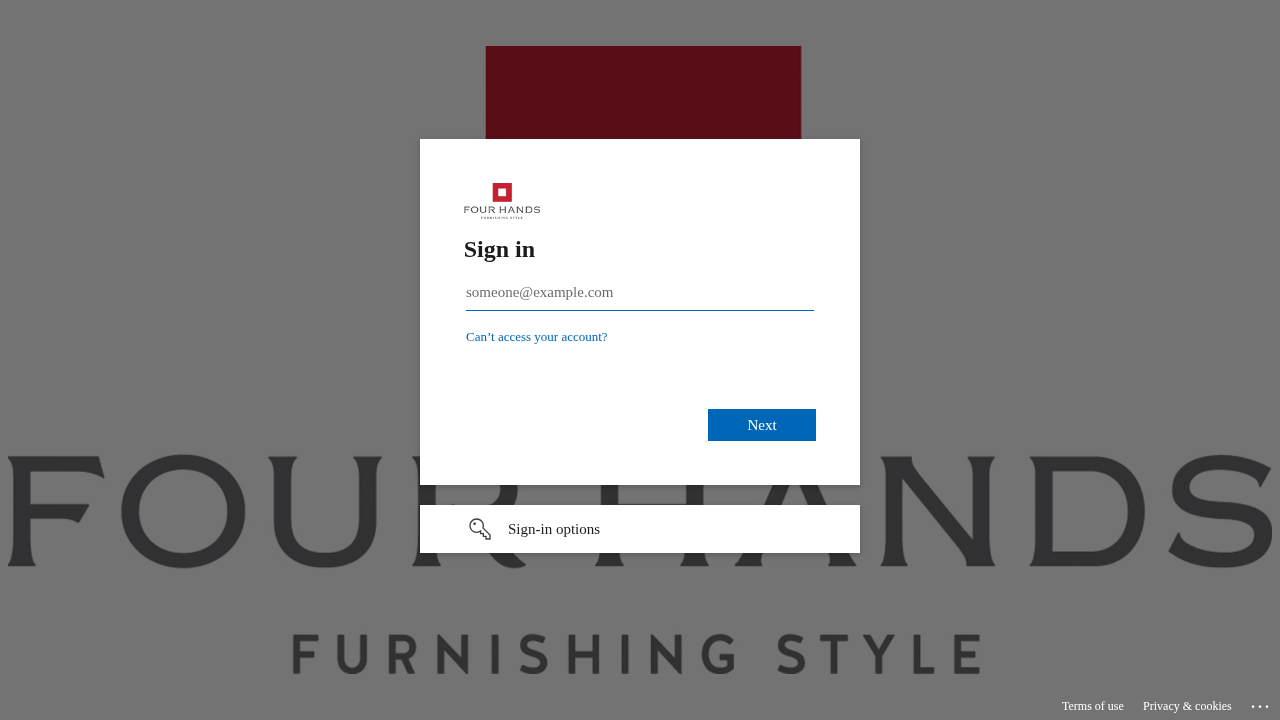 FOUR HANDS
FURNISHING STYLE
Sign in
someone@example.com
Can’t access your account?
Next
FOUR HANDS
Sign-in options
FURNISHING STYLE
Terms of use
Privacy & cookies